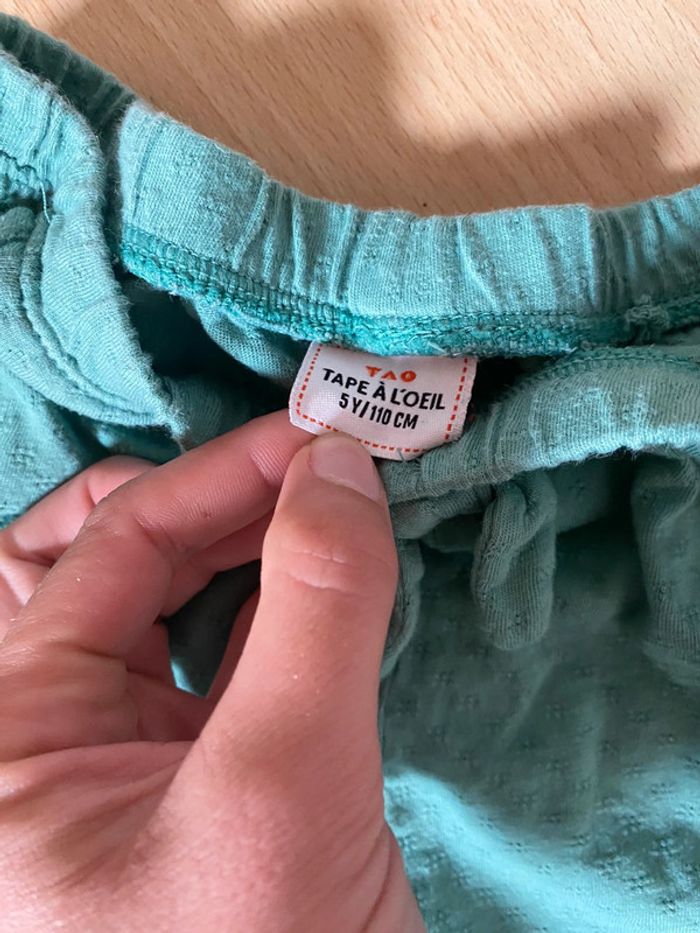 TAO
TAPE À L'OEIL
5Y/110 CM